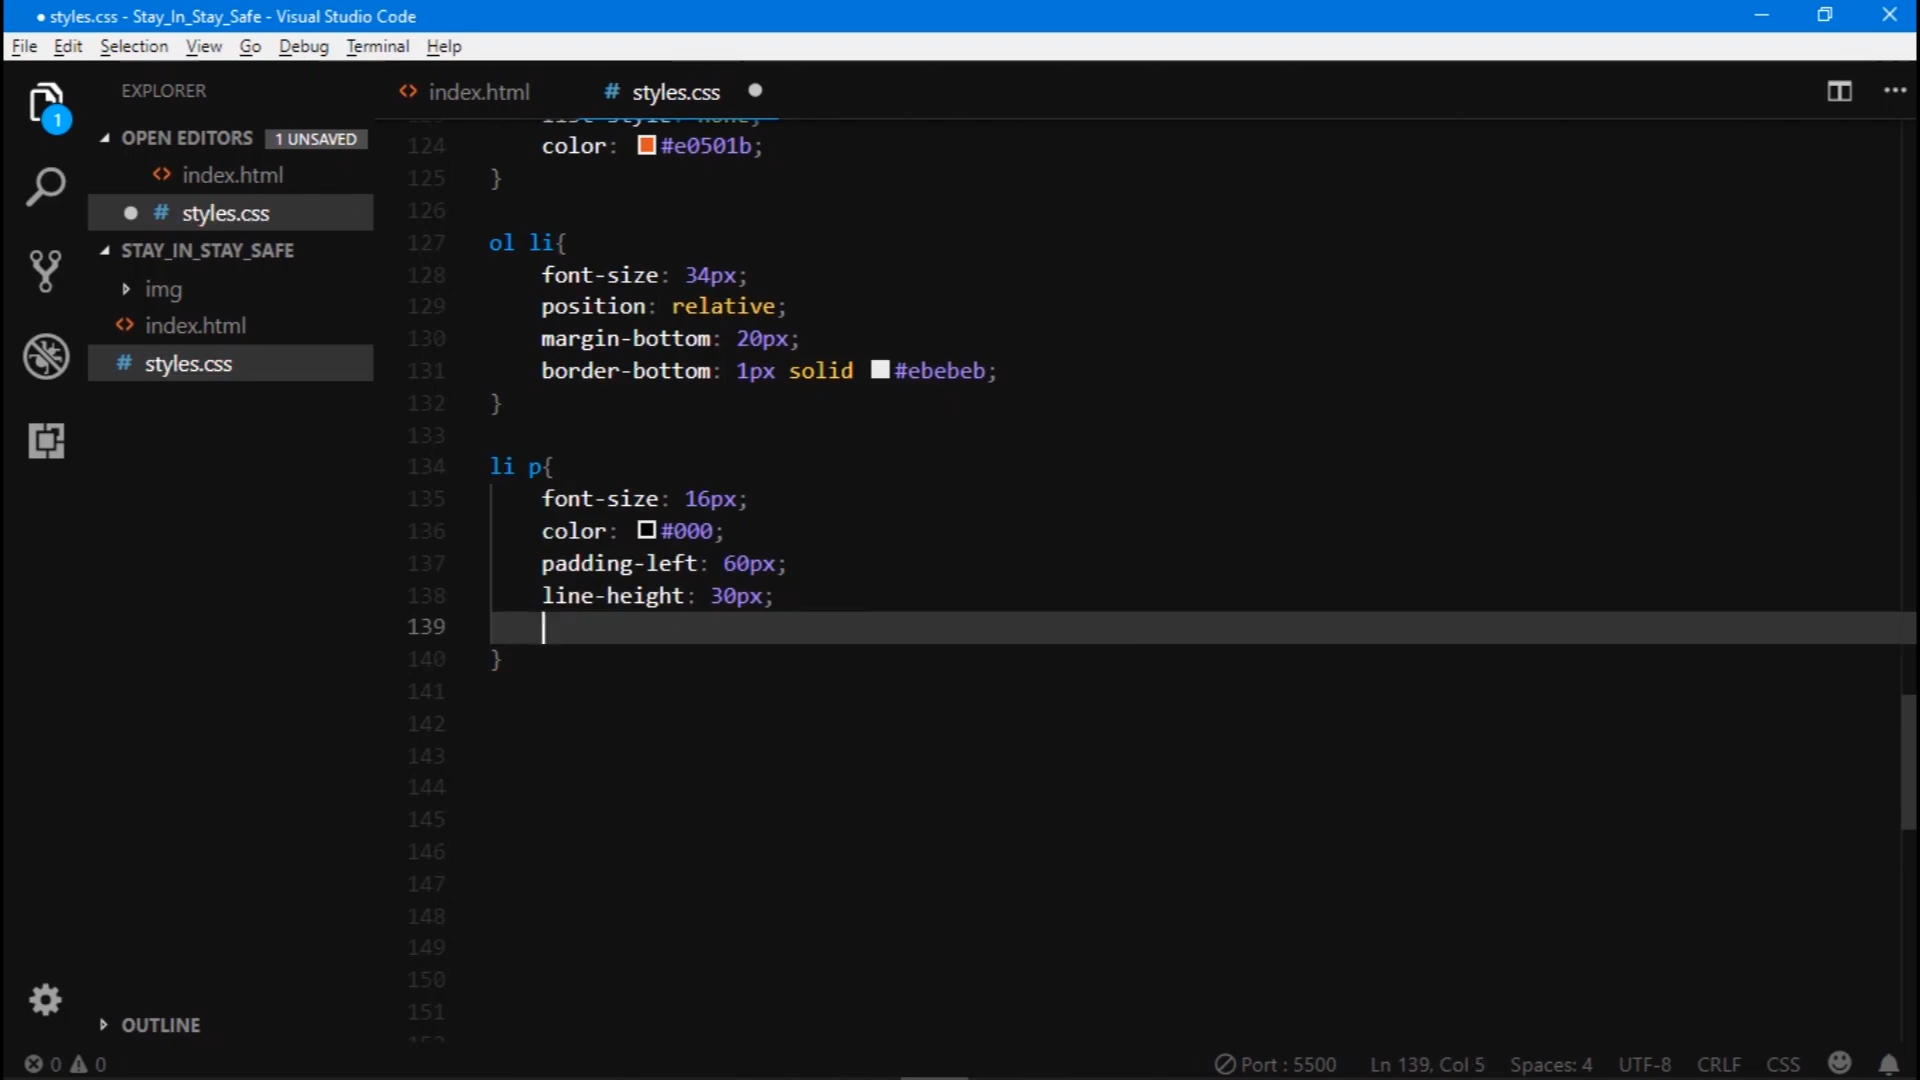 styles.css - Stay_In_Stay_Safe - Visual Studio Code
File Edit Selection View Go Debug Terminal Help
EXPLORER
index.html
# styles.css
1
OPEN EDITORS 1 UNSAVED
index.html
# styles.css
STAY_IN_STAY_SAFE
img
index.html
# styles.css
list-style: none;
124 color: #e0501b;
125 }
126
127 ol li{
128 font-size: 34px;
129 position: relative;
130 margin-bottom: 20px;
131 border-bottom: 1px solid #ebebeb;
132 }
133
134 li p{
135 font-size: 16px;
136 color: #000;
137 padding-left: 60px;
138 line-height: 30px;
139
140 }
141
142
143
144
145
146
147
148
149
150
151
OUTLINE
0 0
Port : 5500 Ln 139, Col 5 Spaces: 4 UTF-8 CRLF CSS